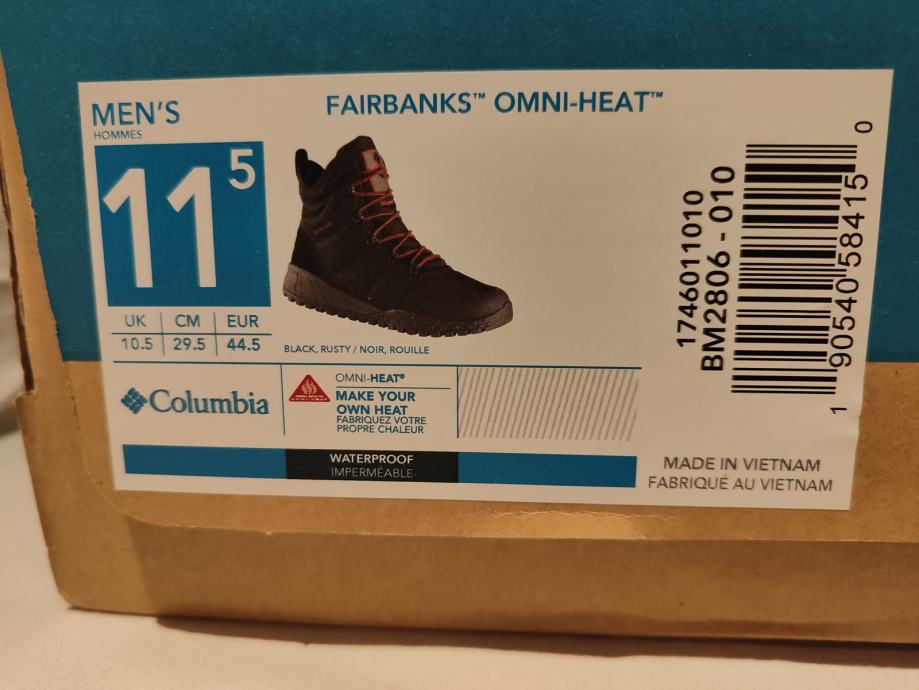 MEN'S
HOMMES
11⁵
UK CM EUR
10.5 29.5 44.5
FAIRBANKS™ OMNI-HEAT™
BLACK, RUSTY / NOIR, ROUILLE
Columbia
OMNI-HEAT®
MAKE YOUR
OWN HEAT
FABRIQUEZ VOTRE
PROPRE CHALEUR
WATERPROOF
IMPERMÉABLE
1746011010
BM2806 - 010
1 90540 58415 0
MADE IN VIETNAM
FABRIQUÉ AU VIETNAM